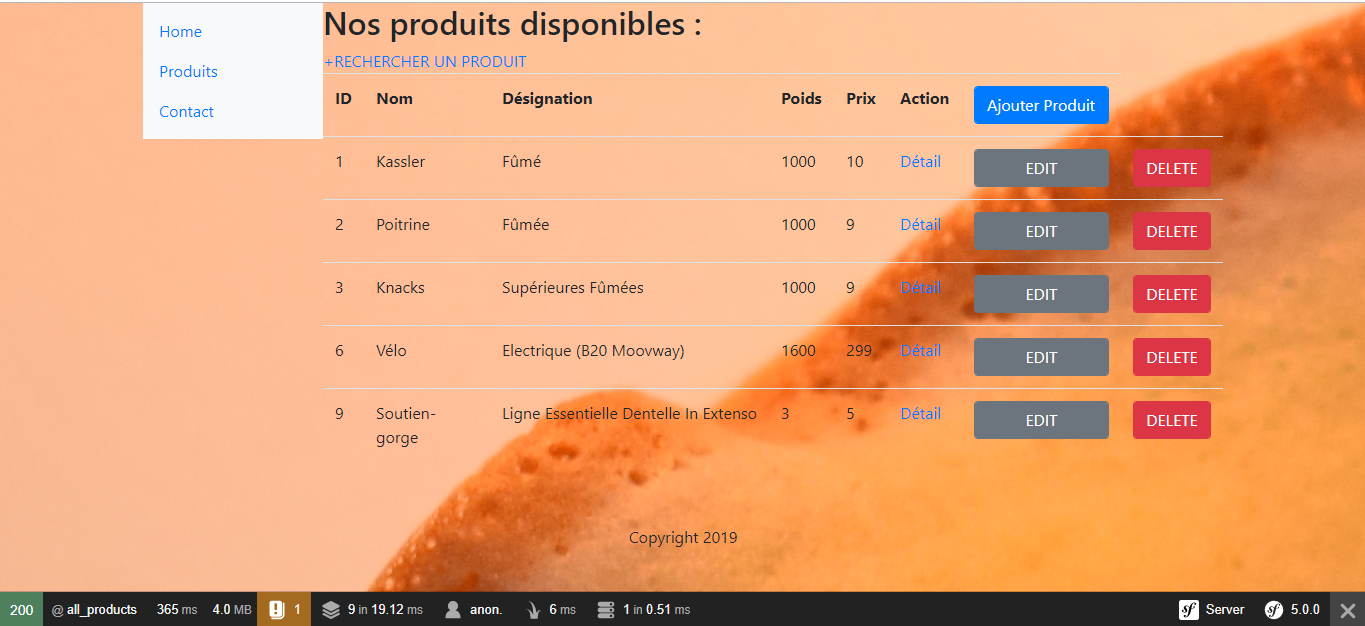 Home
Produits
Contact
Nos produits disponibles :
+RECHERCHER UN PRODUIT
ID Nom Désignation Poids Prix Action Ajouter Produit
1 Kassler Fûmé 1000 10 Détail EDIT DELETE
2 Poitrine Fûmée 1000 9 Détail EDIT DELETE
3 Knacks Supérieures Fûmées 1000 9 Détail EDIT DELETE
6 Vélo Electrique (B20 Moovway) 1600 299 Détail EDIT DELETE
9 Soutien- Ligne Essentielle Dentelle In Extenso 3 5 Détail EDIT DELETE
gorge
Copyright 2019
200 @ all_products 365 ms 4.0 MB 1 9 in 19.12 ms anon. 6 ms 1 in 0.51 ms sf Server sf 5.0.0